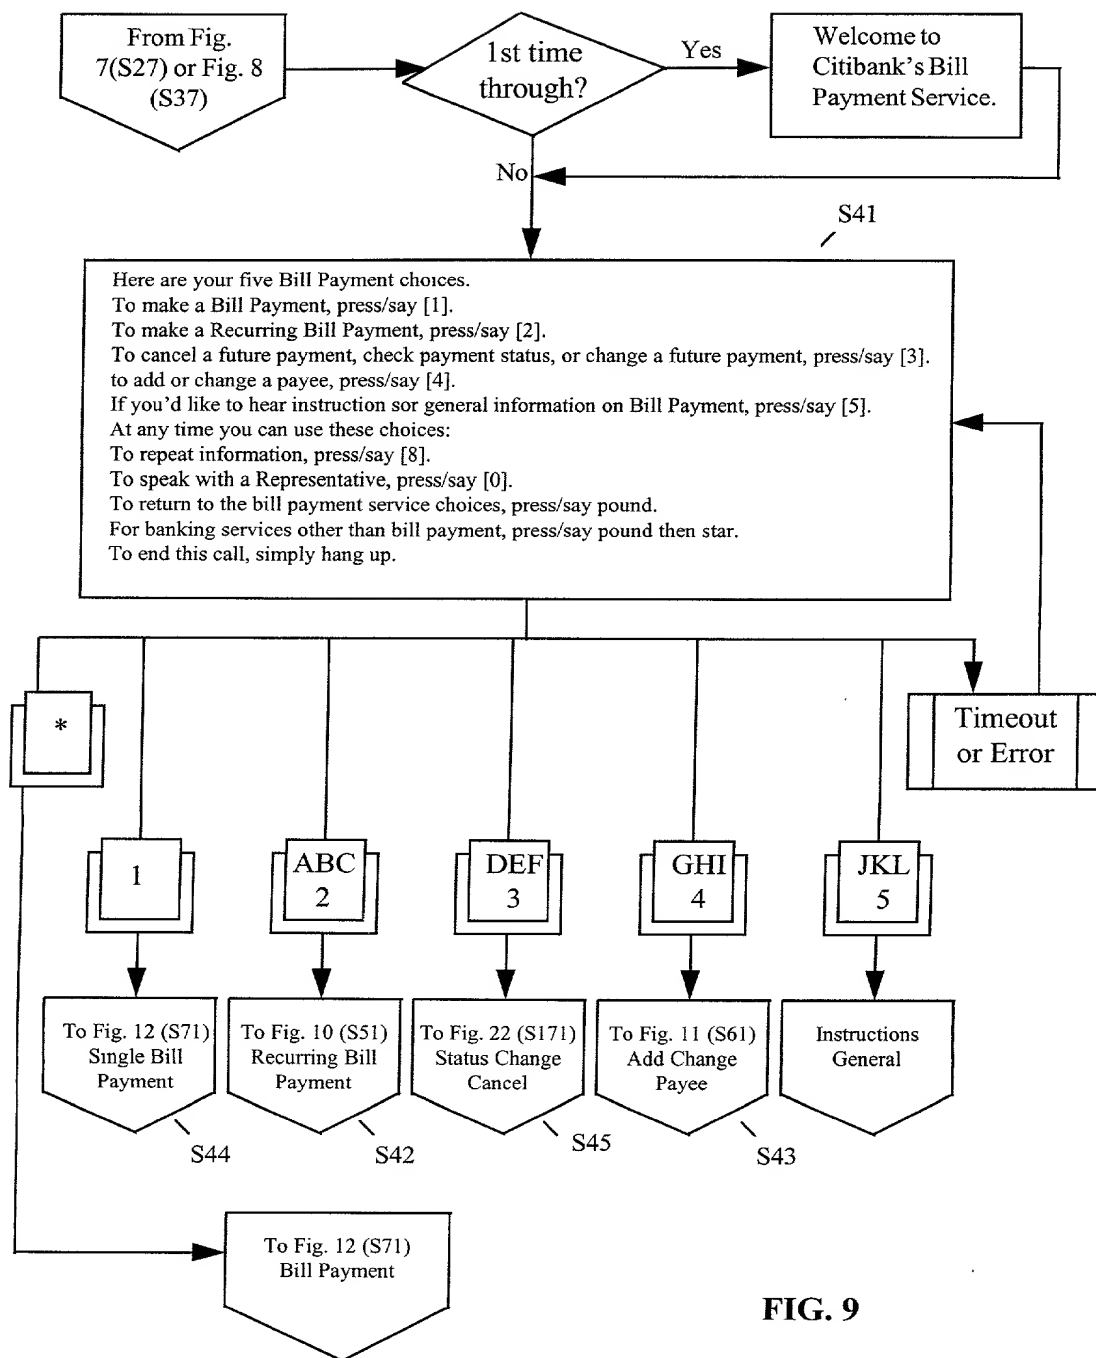 From Fig.
7(S27) or Fig. 8
(S37)
1st time
through?
Yes
Welcome to
Citibank's Bill
Payment Service.
No
S41
Here are your five Bill Payment choices.
To make a Bill Payment, press/say [1].
To make a Recurring Bill Payment, press/say [2].
To cancel a future payment, check payment status, or change a future payment, press/say [3].
to add or change a payee, press/say [4].
If you'd like to hear instruction sor general information on Bill Payment, press/say [5].
At any time you can use these choices:
To repeat information, press/say [8].
To speak with a Representative, press/say [0].
To return to the bill payment service choices, press/say pound.
For banking services other than bill payment, press/say pound then star.
To end this call, simply hang up.
*
Timeout
or Error
1
ABC
2
DEF
3
GHI
4
JKL
5
To Fig. 12 (S71)
Single Bill
Payment
To Fig. 10 (S51)
Recurring Bill
Payment
To Fig. 22 (S171)
Status Change
Cancel
To Fig. 11 (S61)
Add Change
Payee
Instructions
General
S44
S42
S45
S43
To Fig. 12 (S71)
Bill Payment
FIG. 9